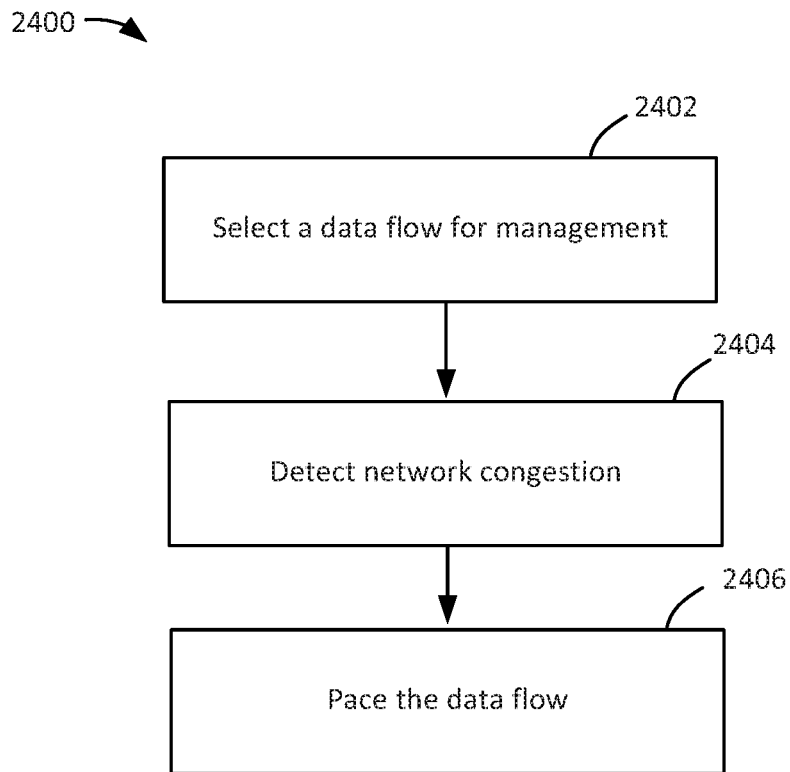 2400
2402
Select a data flow for management
2404
Detect network congestion
2406
Pace the data flow